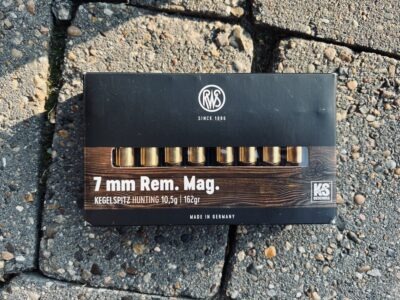 RWS
SINCE 1886
7 mm Rem. Mag.
KEGELSPITZ HUNTING 10,5g | 162gr
KS
MADE IN GERMANY